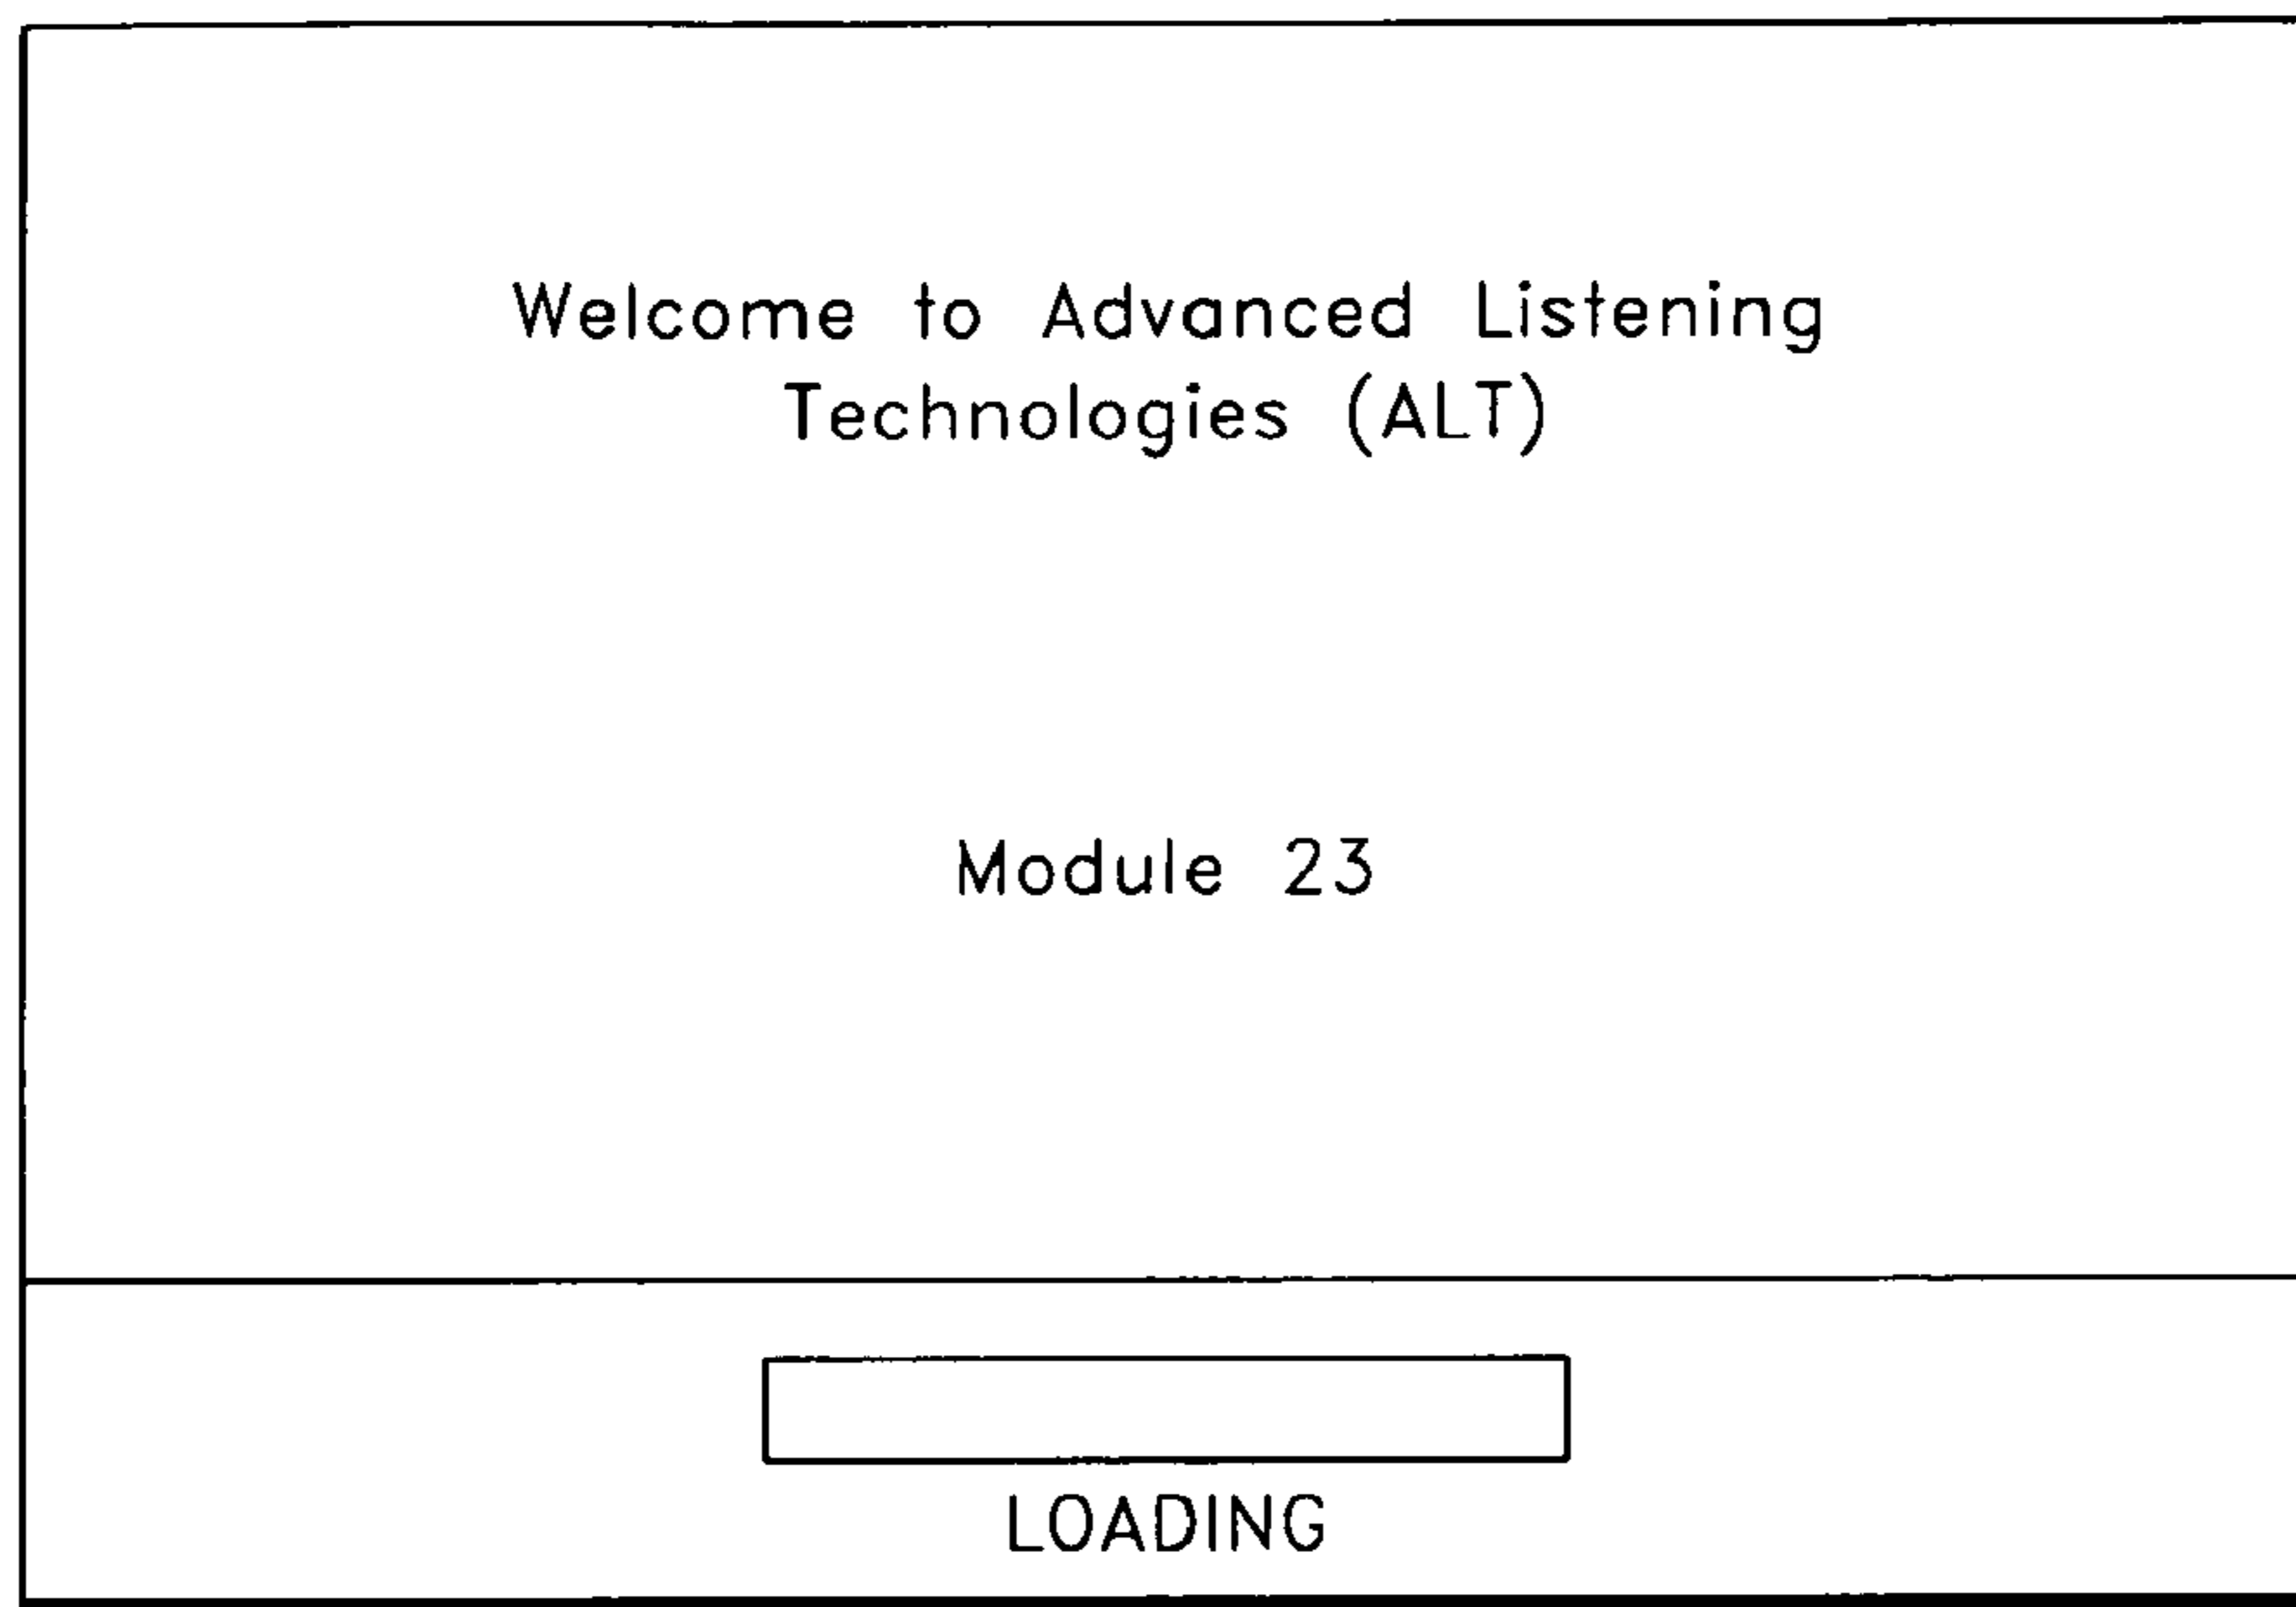 Welcome to Advanced Listening
Technologies (ALT)
Module 23
LOADING